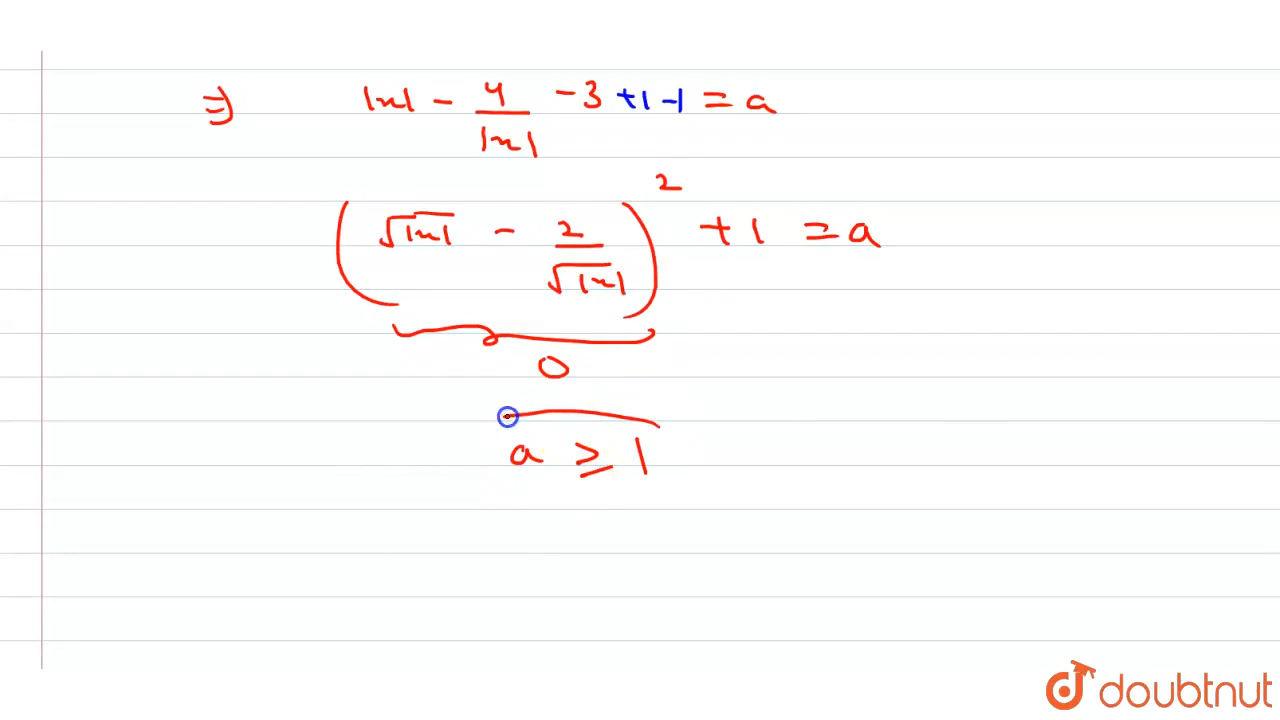 ⇒ |x| - 4/|x| - 3 + 1 - 1 = a
(√|x| - 2/√|x|)² + 1 = a
0
a ≥ 1
doubtnut